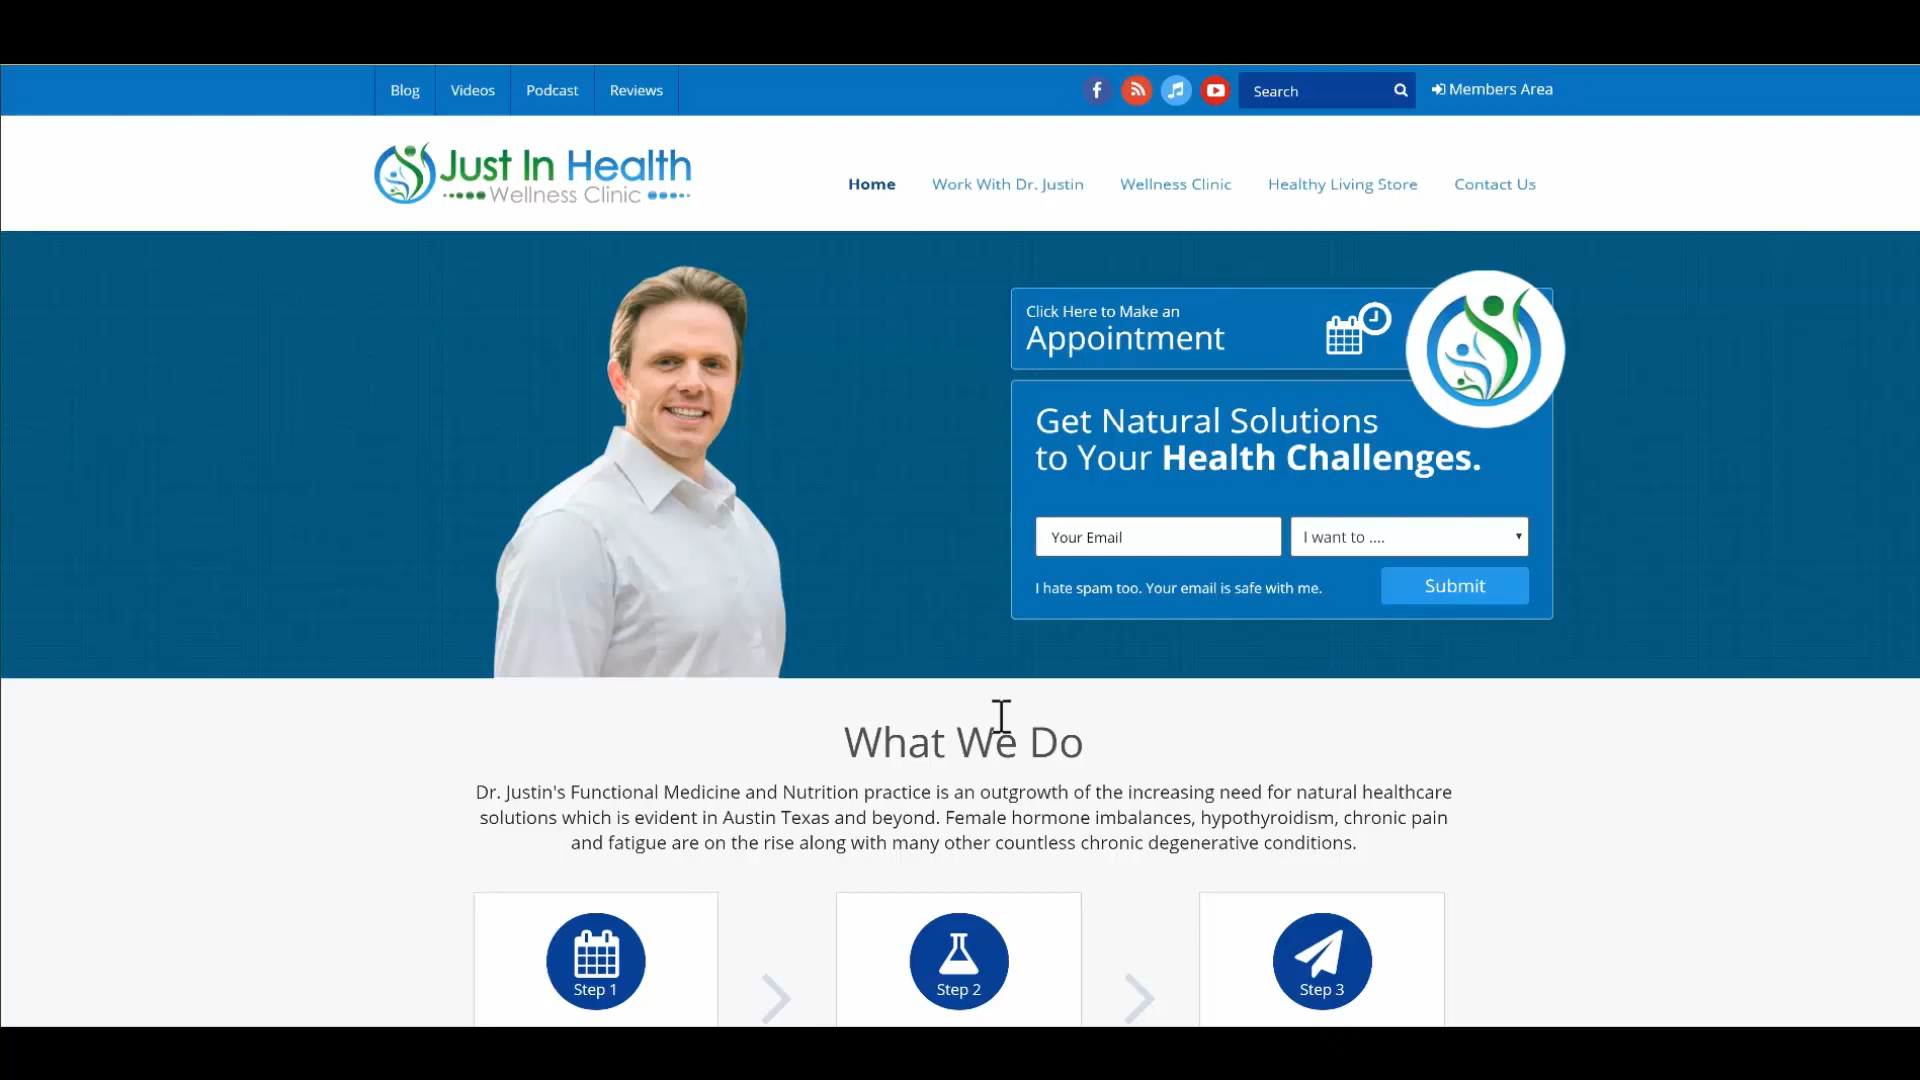 Blog Videos Podcast Reviews Search Members Area
Just In Health
Wellness Clinic
Home Work With Dr. Justin Wellness Clinic Healthy Living Store Contact Us
Click Here to Make an
Appointment
Get Natural Solutions
to Your Health Challenges.
Your Email I want to ....
I hate spam too. Your email is safe with me. Submit
What We Do
Dr. Justin's Functional Medicine and Nutrition practice is an outgrowth of the increasing need for natural healthcare
solutions which is evident in Austin Texas and beyond. Female hormone imbalances, hypothyroidism, chronic pain
and fatigue are on the rise along with many other countless chronic degenerative conditions.
Step 1 Step 2 Step 3